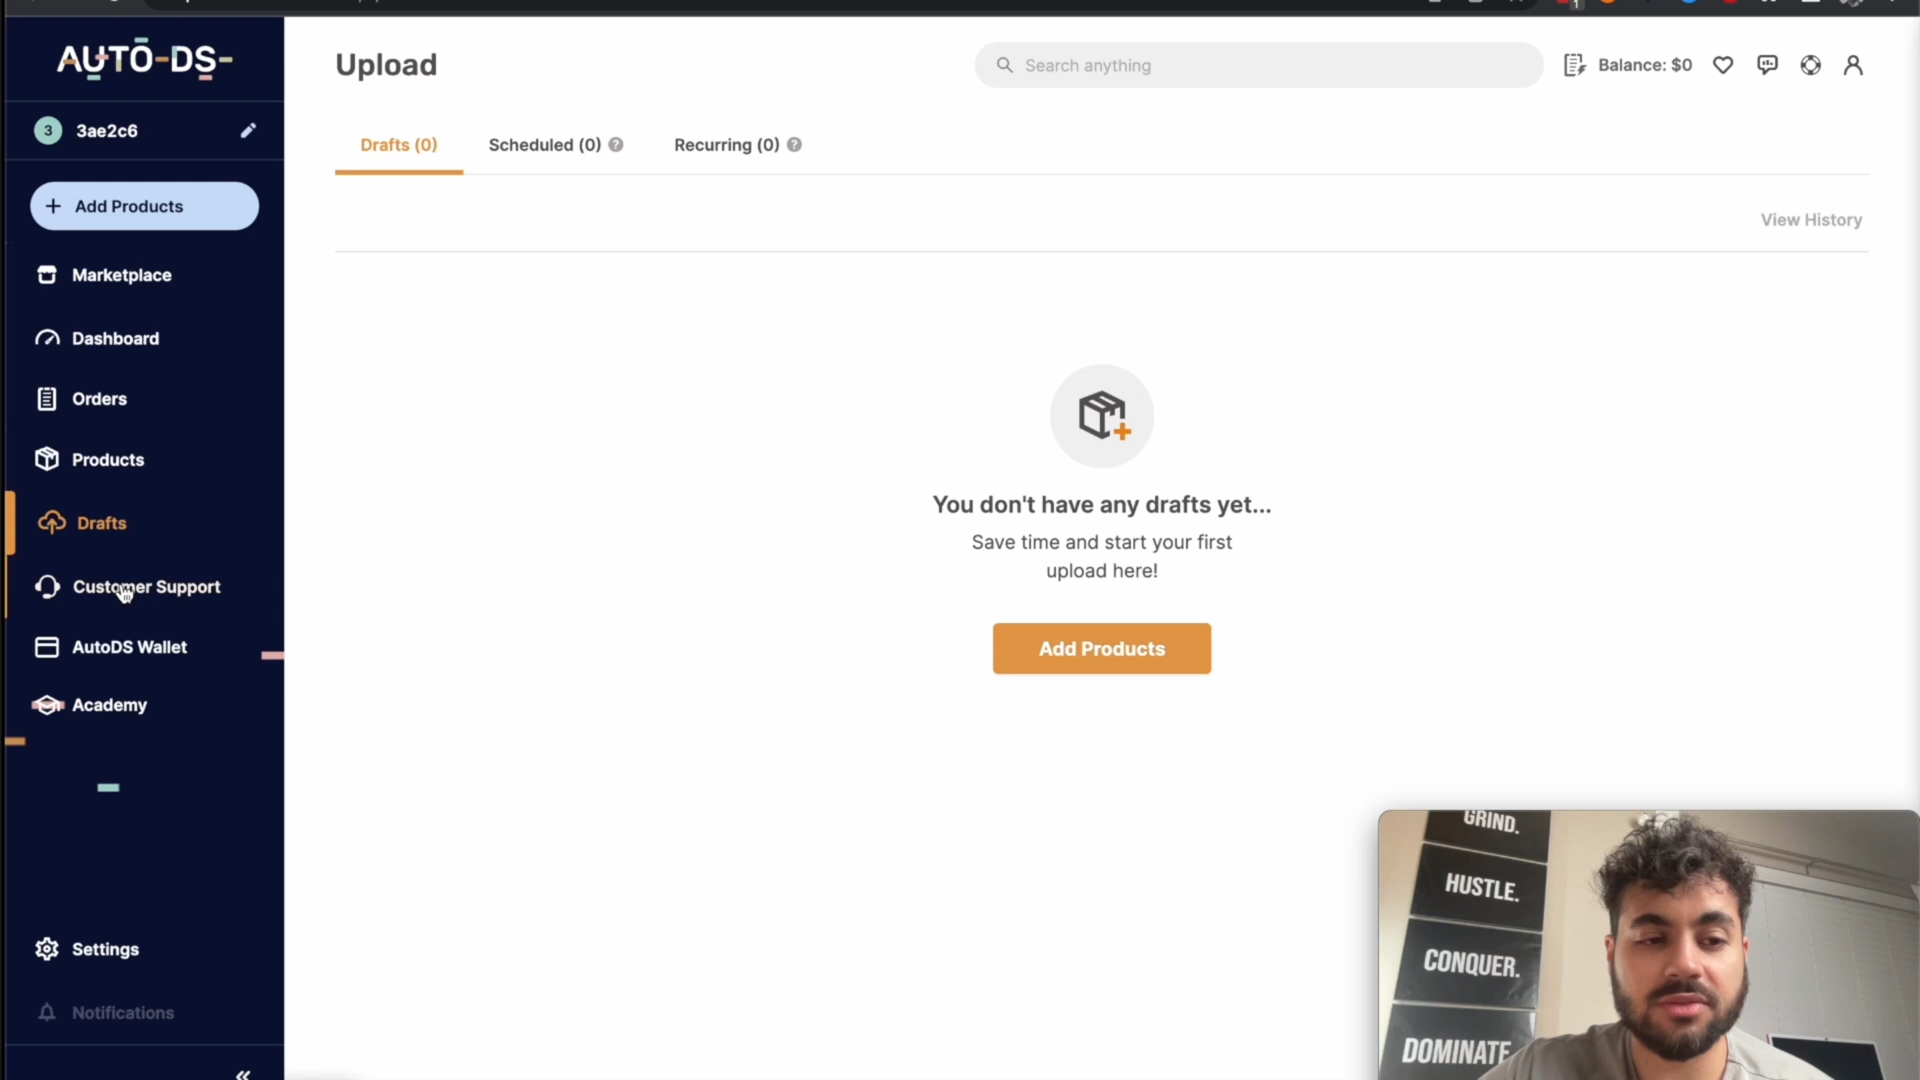 AUTO-DS-
Upload
Search anything
Balance: $0
3
3ae2c6
Drafts (0)
Scheduled (0) ?
Recurring (0) ?
+ Add Products
View History
Marketplace
Dashboard
Orders
Products
Drafts
Customer Support
AutoDS Wallet
Academy
You don't have any drafts yet...
Save time and start your first
upload here!
Add Products
Settings
Notifications
1
GRIND.
HUSTLE.
CONQUER.
DOMINATE